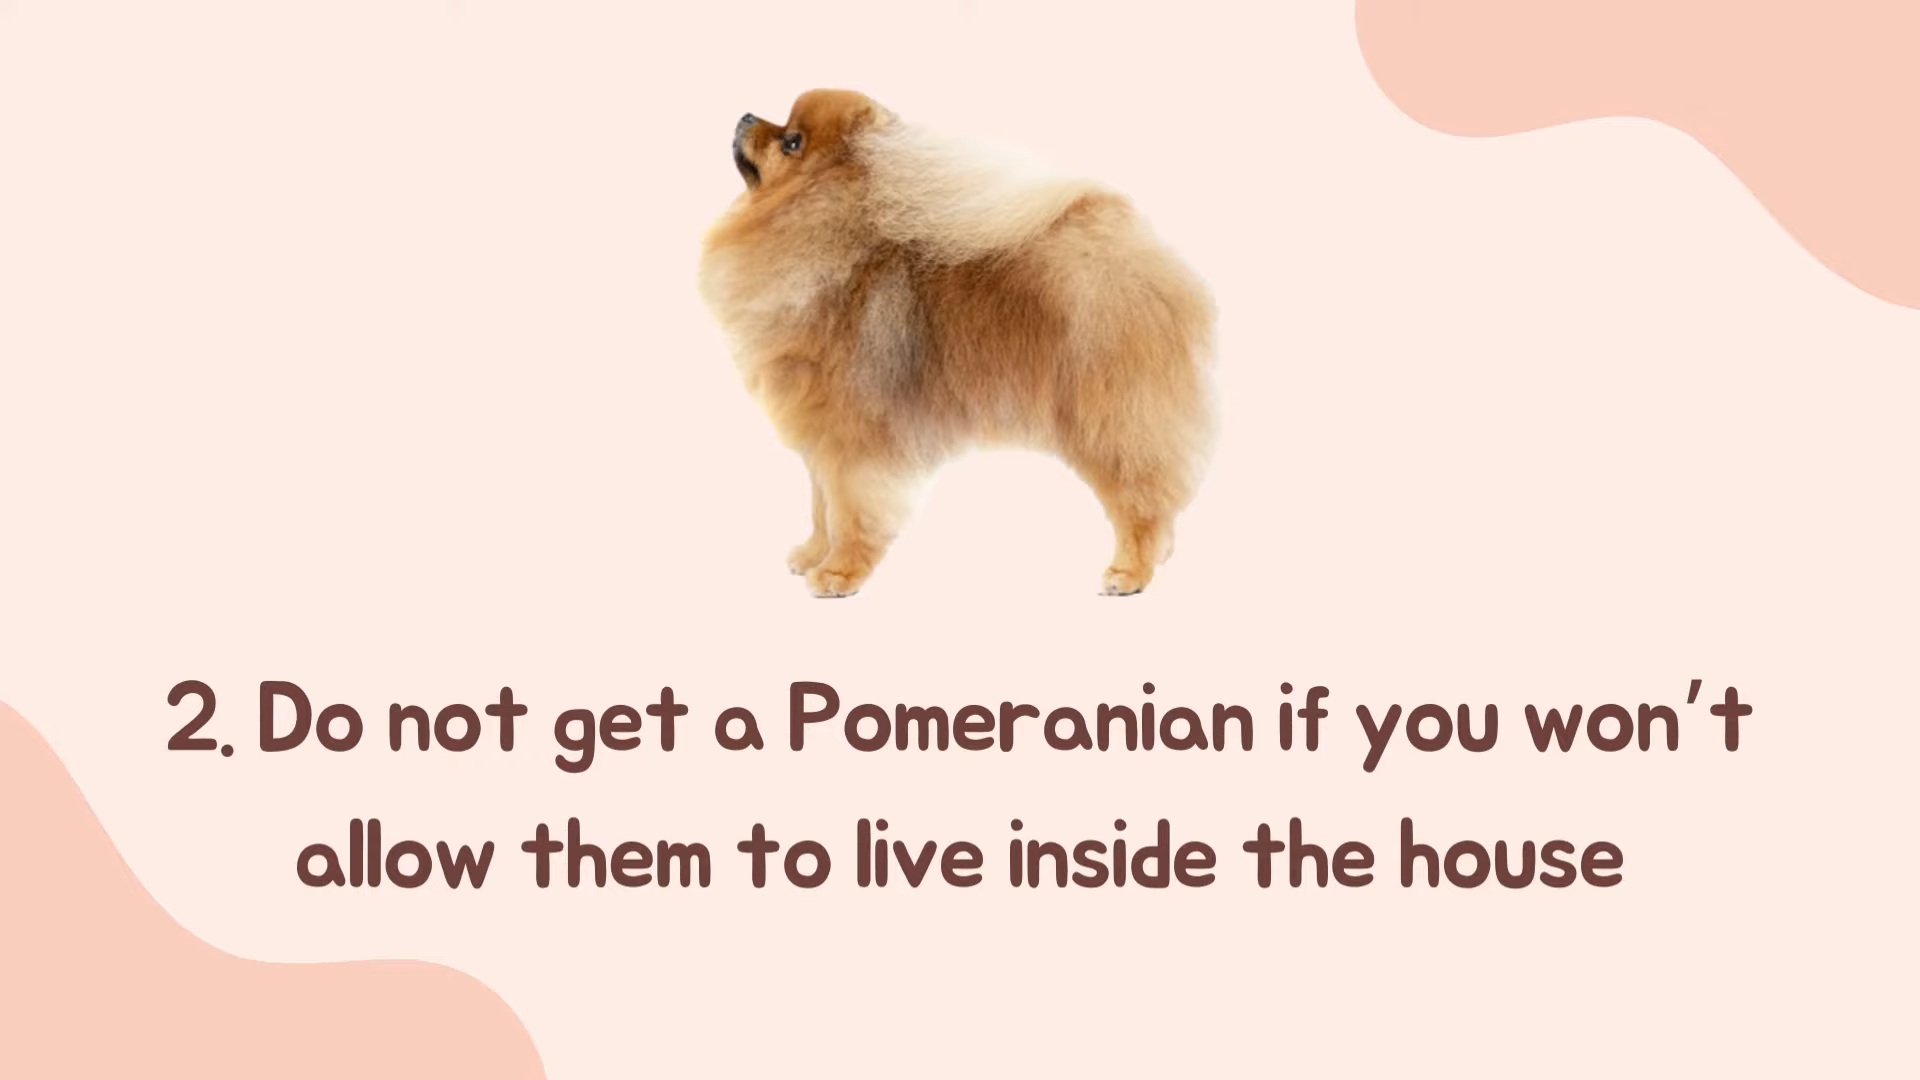 2. Do not get a Pomeranian if you won't
allow them to live inside the house